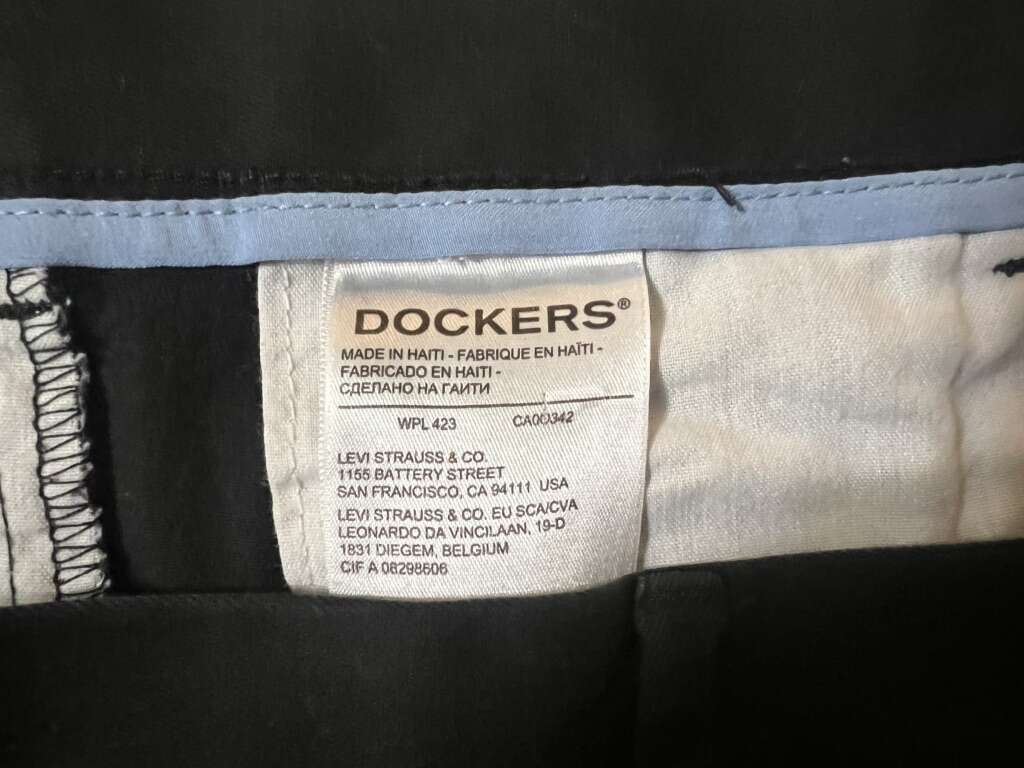 DOCKERS®
MADE IN HAITI - FABRIQUE EN HAÏTI -
FABRICADO EN HAITI -
СДЕЛАНО НА ГАИТИ
WPL 423 CA00342
LEVI STRAUSS & CO.
1155 BATTERY STREET
SAN FRANCISCO, CA 94111 USA
LEVI STRAUSS & CO. EU SCA/CVA
LEONARDO DA VINCILAAN, 19-D
1831 DIEGEM, BELGIUM
CIF A 08298606